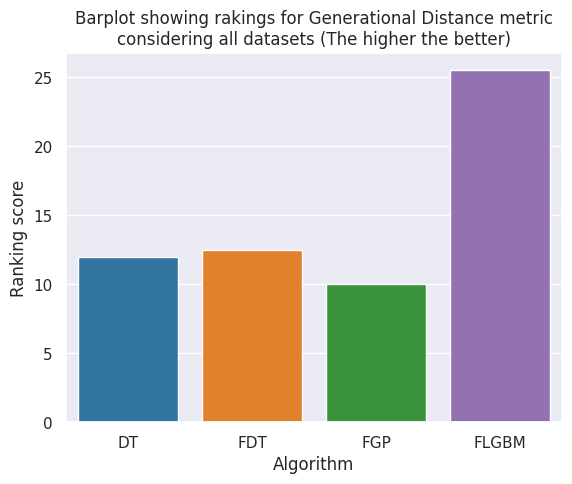 Barplot showing rakings for Generational Distance metric
considering all datasets (The higher the better)
25
20
15
10
5
0
Ranking score
DT FDT FGP FLGBM
Algorithm